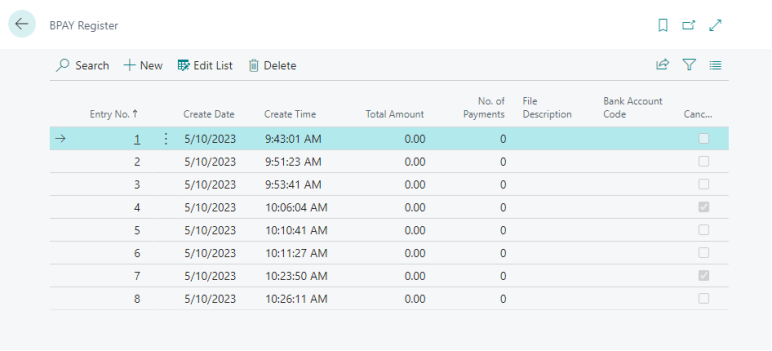 BPAY Register
Search New Edit List Delete
Entry No. ↑ Create Date Create Time Total Amount No. of Payments File Description Bank Account Code Canc...
1 5/10/2023 9:43:01 AM 0.00 0
2 5/10/2023 9:51:23 AM 0.00 0
3 5/10/2023 9:53:41 AM 0.00 0
4 5/10/2023 10:06:04 AM 0.00 0
5 5/10/2023 10:10:41 AM 0.00 0
6 5/10/2023 10:11:27 AM 0.00 0
7 5/10/2023 10:23:50 AM 0.00 0
8 5/10/2023 10:26:11 AM 0.00 0